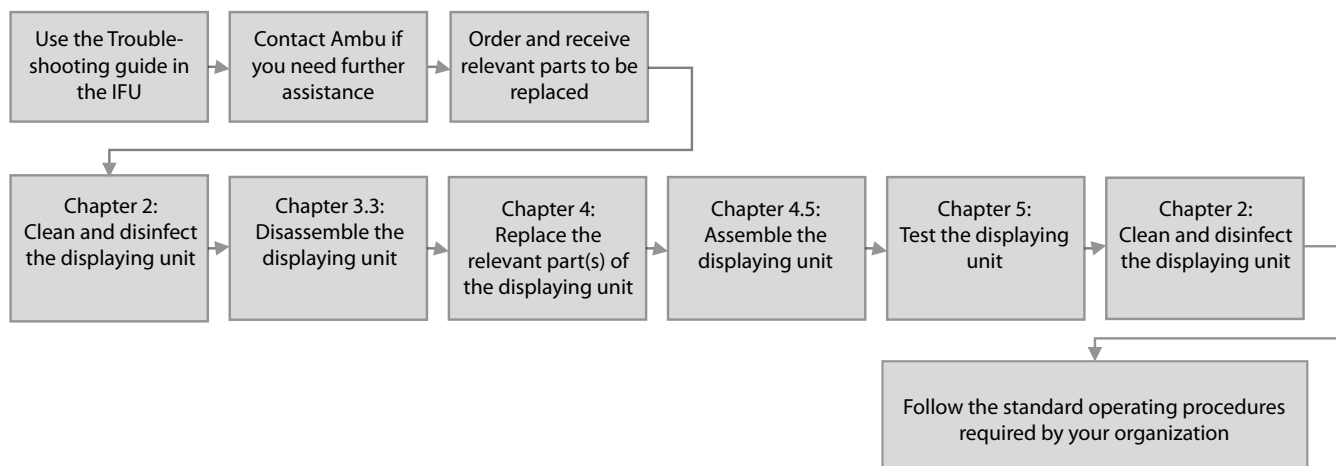 Use the Trouble-
shooting guide in
the IFU
Contact Ambu if
you need further
assistance
Order and receive
relevant parts to be
replaced
Chapter 2:
Clean and disinfect
the displaying unit
Chapter 3.3:
Disassemble the
displaying unit
Chapter 4:
Replace the
relevant part(s) of
the displaying unit
Chapter 4.5:
Assemble the
displaying unit
Chapter 5:
Test the displaying
unit
Chapter 2:
Clean and disinfect
the displaying unit
Follow the standard operating procedures
required by your organization